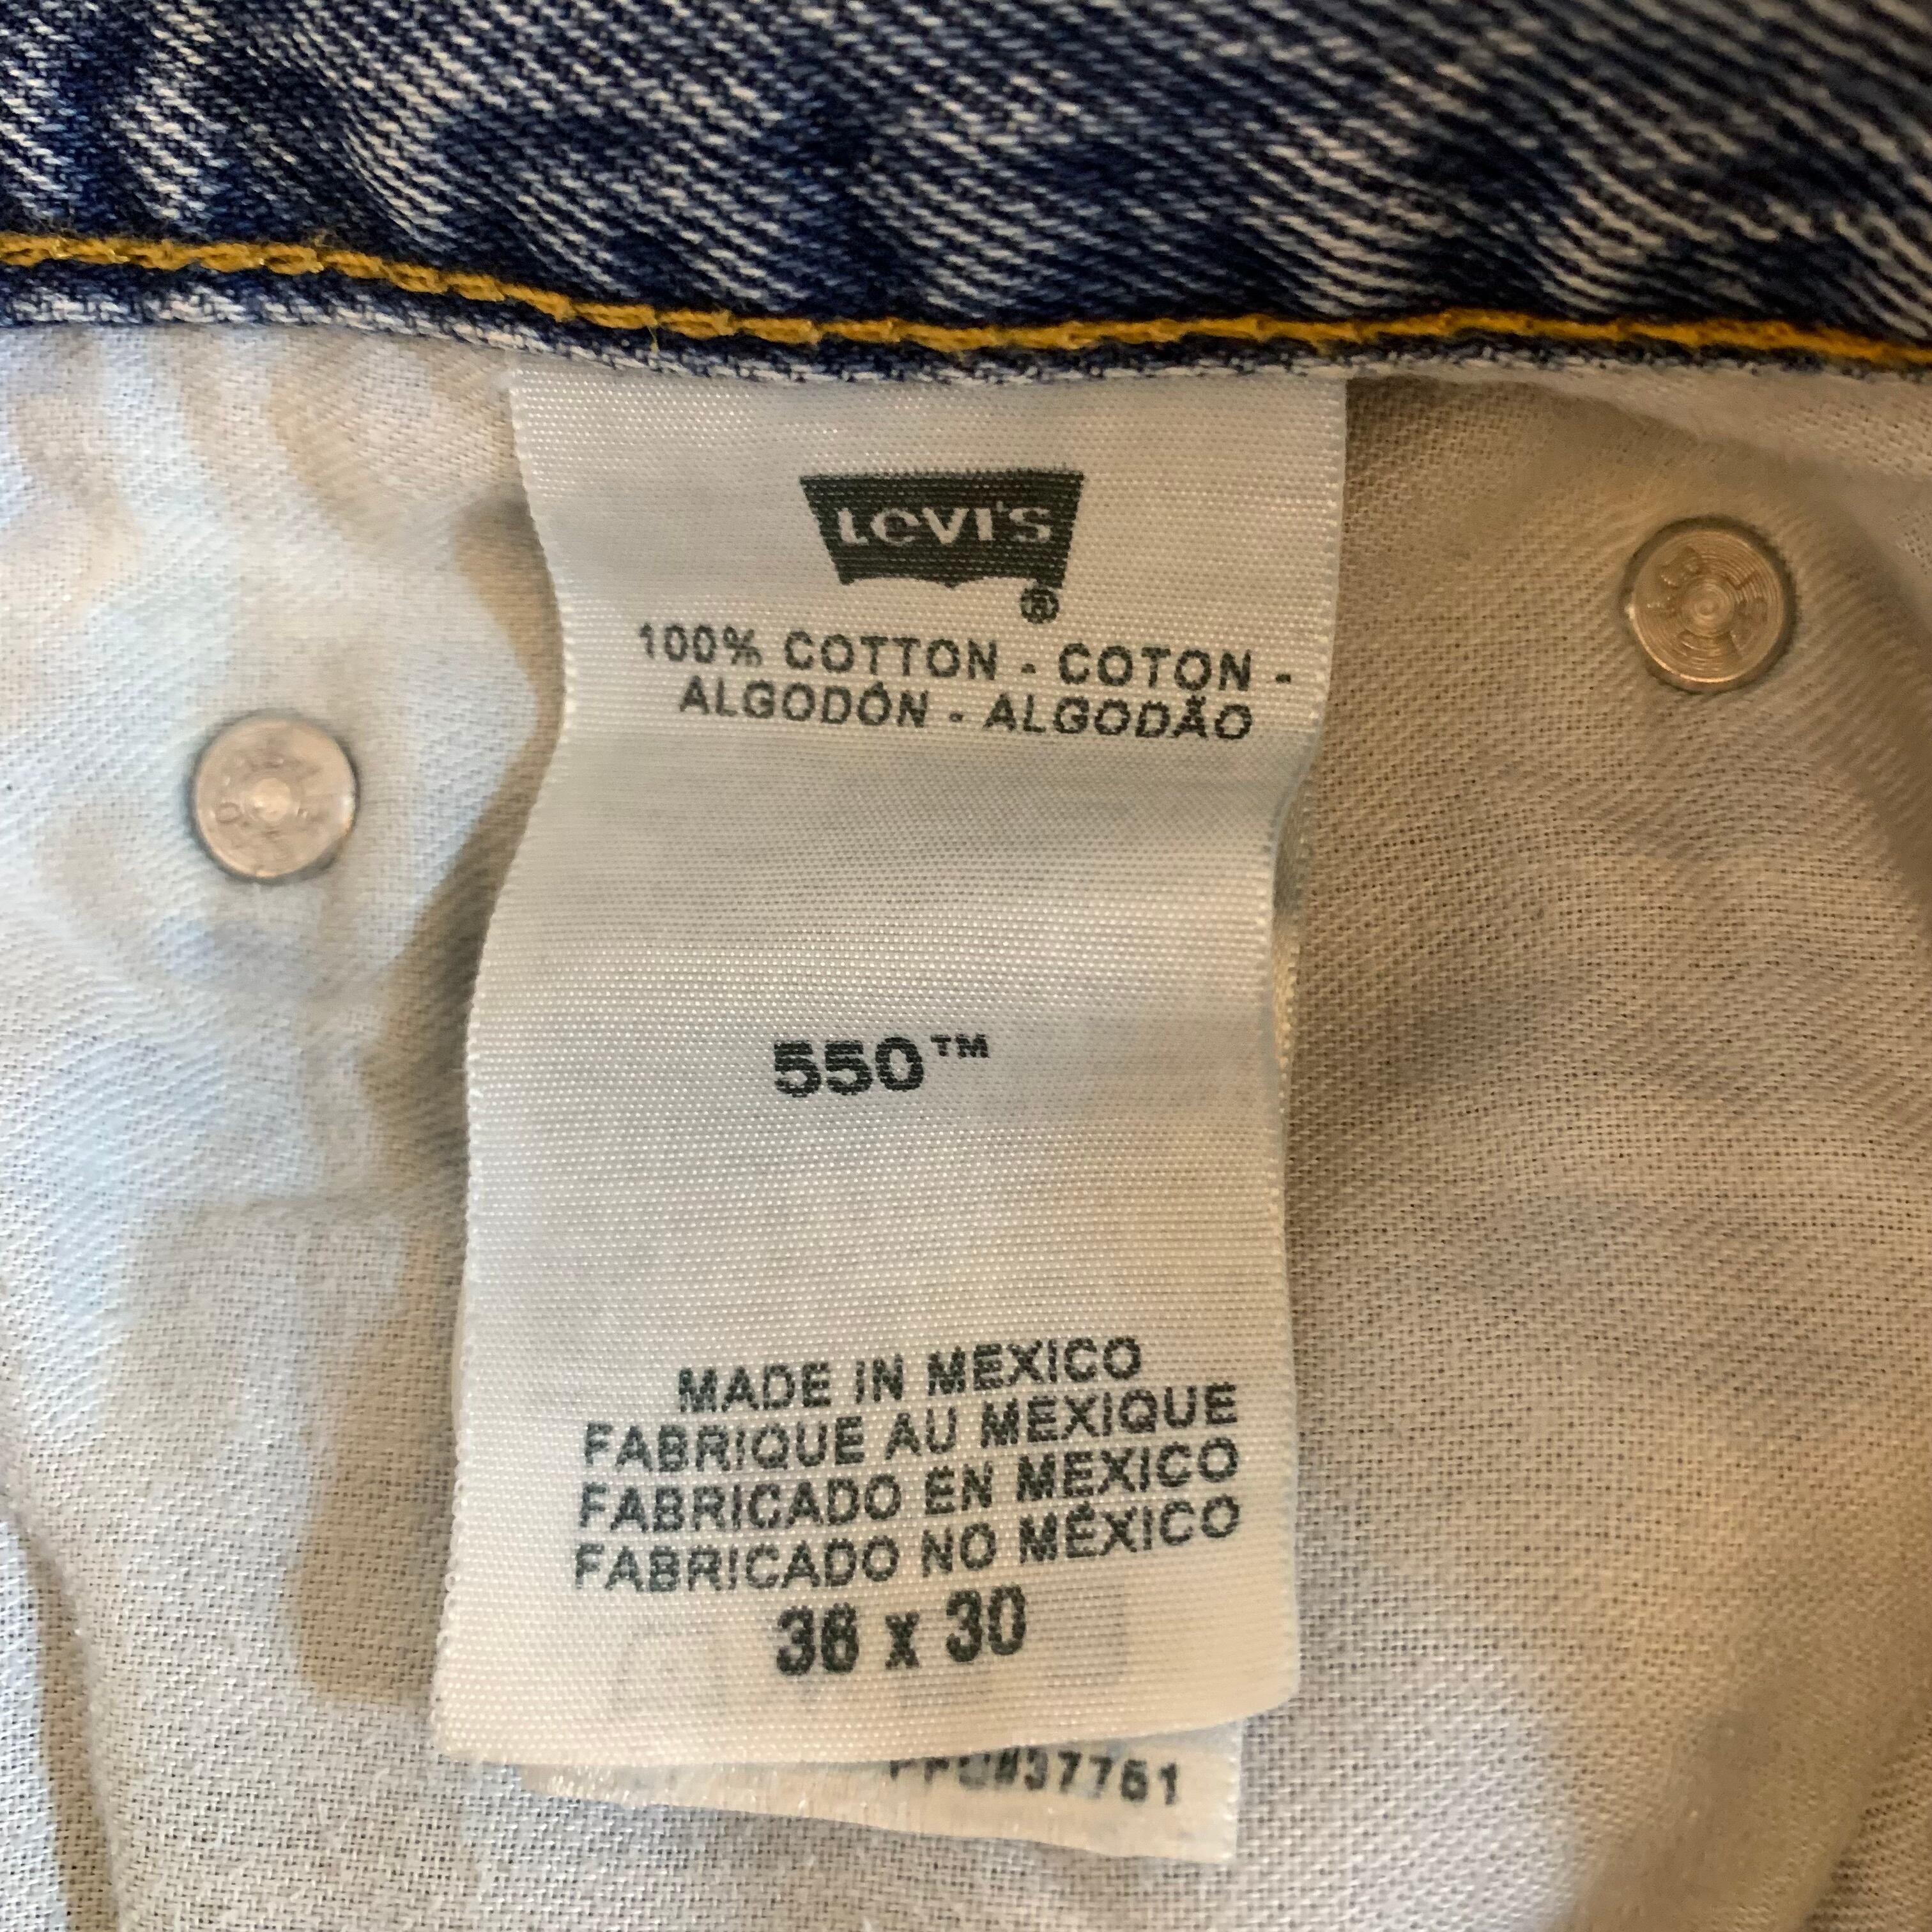 LEVI'S
®
100% COTTON - COTON -
ALGODÓN - ALGODÃO
550™
MADE IN MEXICO
FABRIQUE AU MEXIQUE
FABRICADO EN MEXICO
FABRICADO NO MÉXICO
36 x 30